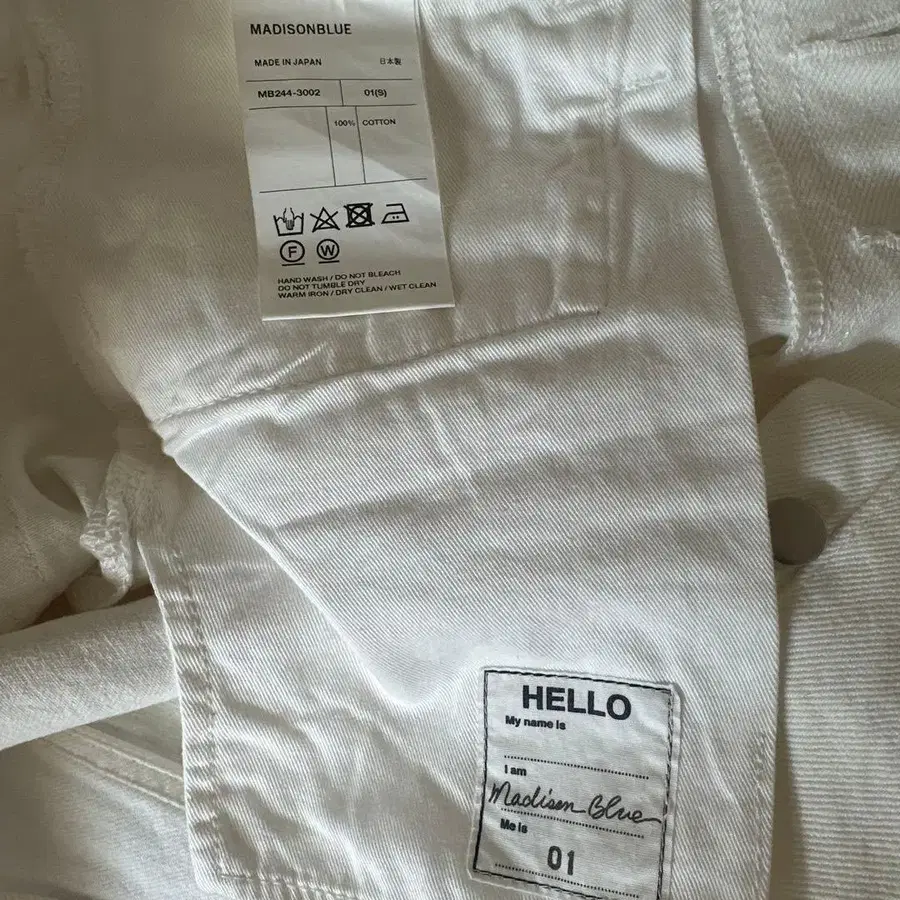 MADISONBLUE
MADE IN JAPAN 日本製
MB244-3002 01(S)
100% COTTON
F W
HAND WASH / DO NOT BLEACH
DO NOT TUMBLE DRY
WARM IRON / DRY CLEAN / WET CLEAN
HELLO
My name is
I am
Madison Blue
Me is
01